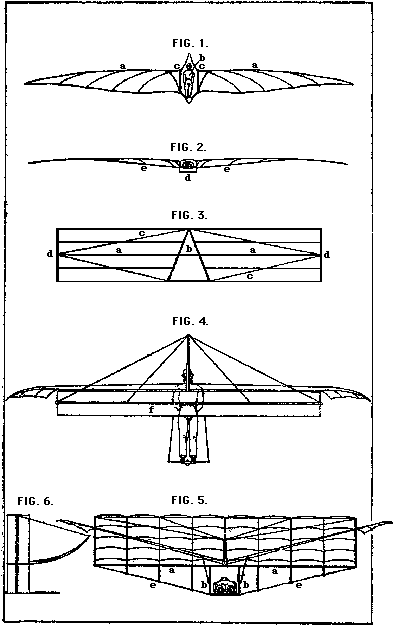 FIG. 1.
b
a c c a
FIG. 2.
e e
d
FIG. 3.
c
d a b a d
c
FIG. 4.
f
FIG. 6. FIG. 5.
a a
e b b e